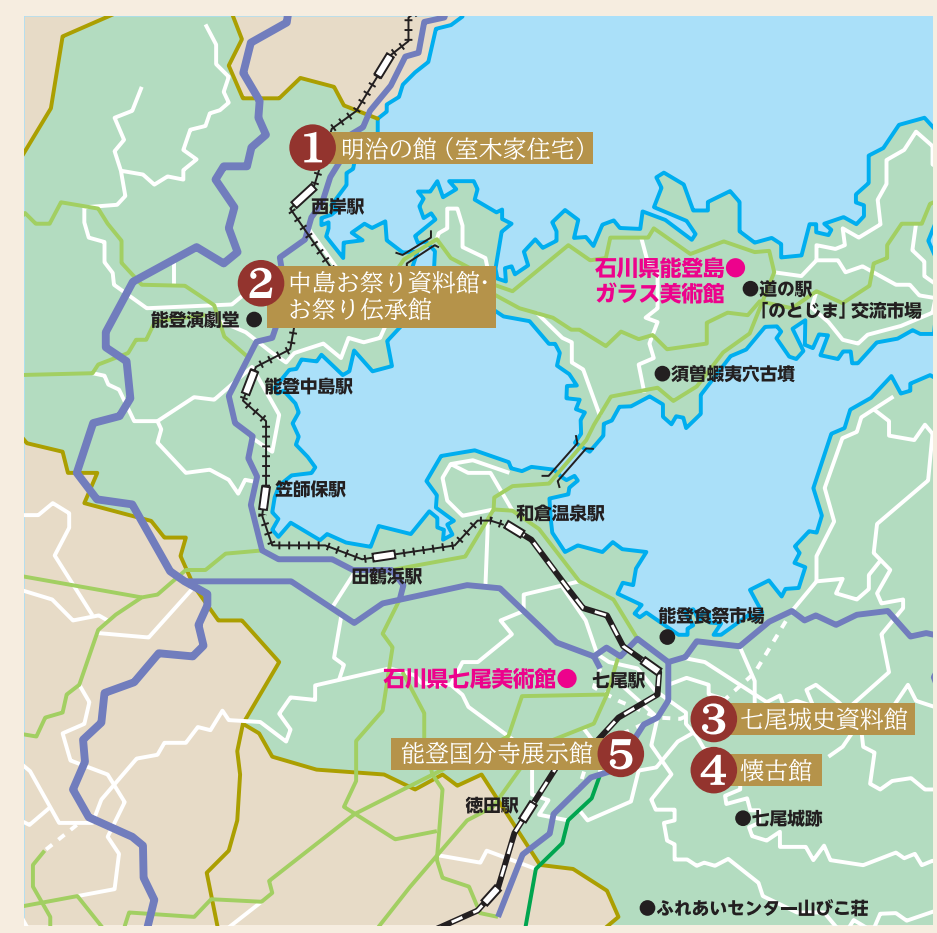 1 明治の館（室木家住宅）
西岸駅
2 中島お祭り資料館・
お祭り伝承館
石川県能登島
ガラス美術館
道の駅
「のとじま」交流市場
能登演劇堂
須曽蝦夷穴古墳
能登中島駅
笠師保駅
和倉温泉駅
田鶴浜駅
能登食祭市場
石川県七尾美術館
七尾駅
3 七尾城史資料館
能登国分寺展示館 5
4 懐古館
徳田駅
七尾城跡
ふれあいセンター山びこ荘